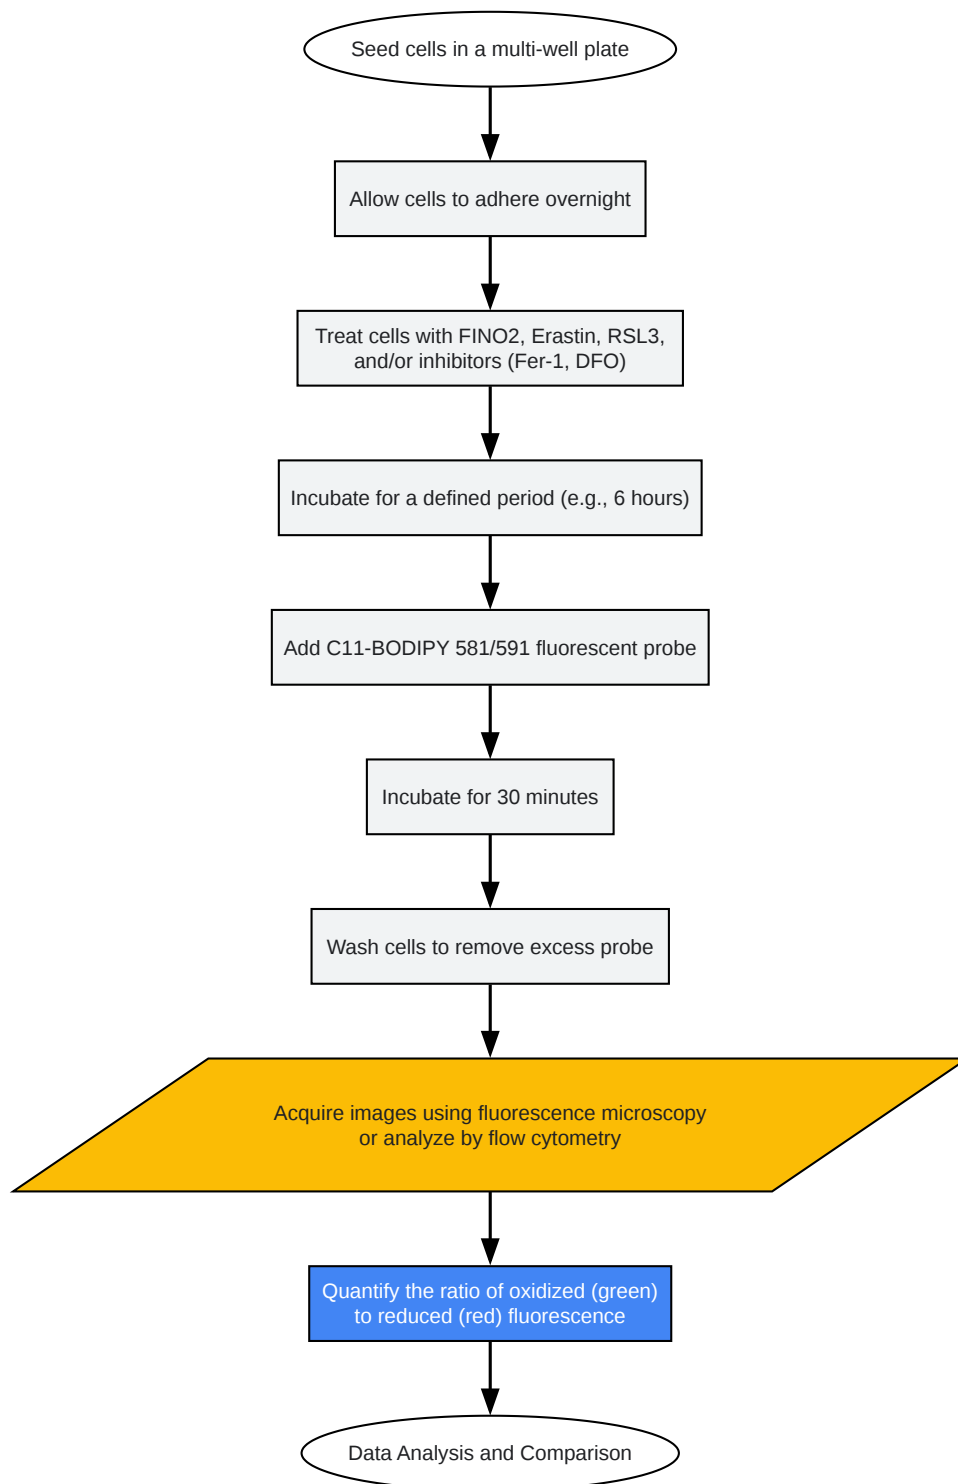 Seed cells in a multi-well plate
Allow cells to adhere overnight
Treat cells with FINO2, Erastin, RSL3,
and/or inhibitors (Fer-1, DFO)
Incubate for a defined period (e.g., 6 hours)
Add C11-BODIPY 581/591 fluorescent probe
Incubate for 30 minutes
Wash cells to remove excess probe
Acquire images using fluorescence microscopy
or analyze by flow cytometry
Quantify the ratio of oxidized (green)
to reduced (red) fluorescence
Data Analysis and Comparison